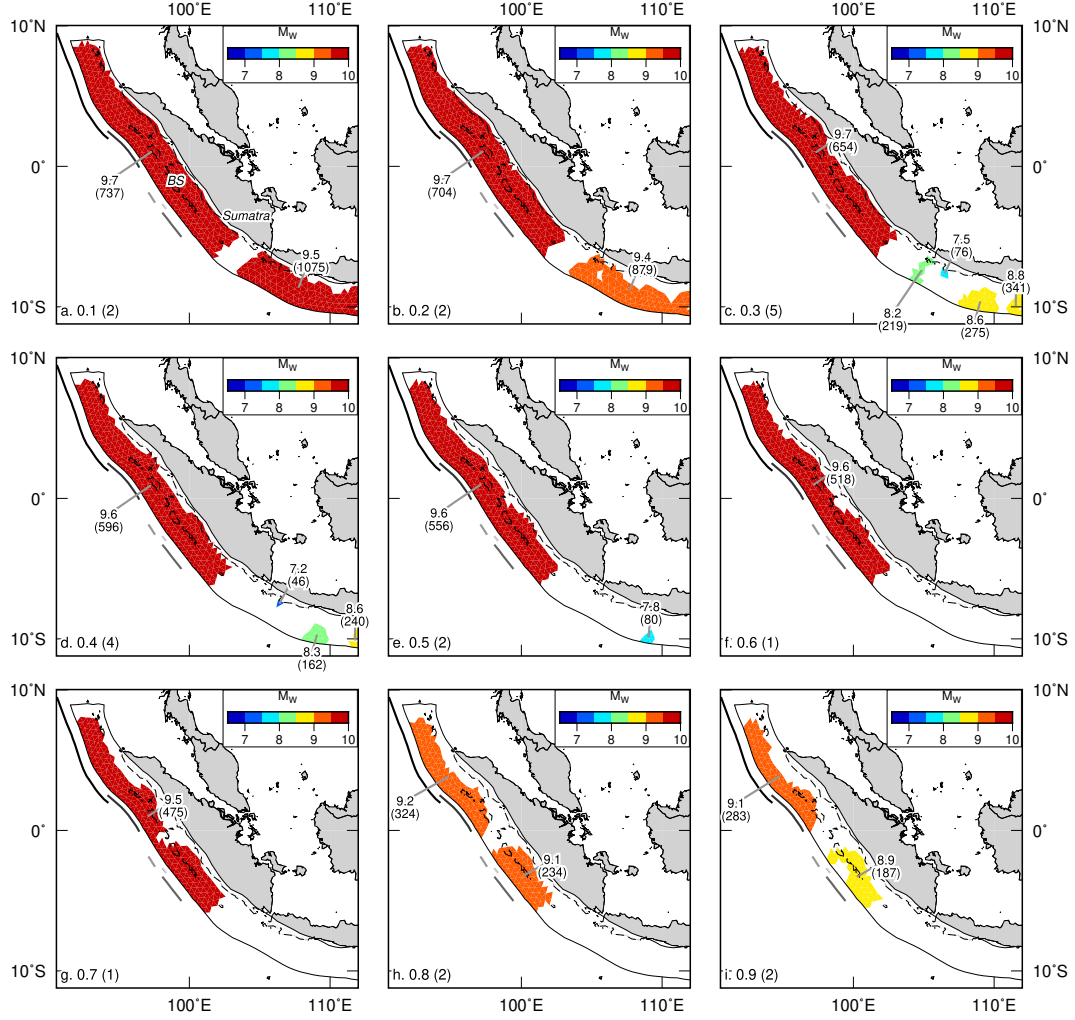 100˚E 110˚E 100˚E 110˚E 100˚E 110˚E
10˚N
0˚
10˚S
Mw
7 8 9 10
9.7
(737)
BS
Sumatra
9.5
(1075)
a. 0.1 (2)
Mw
7 8 9 10
9.7
(704)
9.4
(879)
b. 0.2 (2)
10˚N
0˚
10˚S
Mw
7 8 9 10
9.7
(654)
7.5
(76)
8.8
(341)
8.2
(219)
8.6
(275)
c. 0.3 (5)
10˚N
0˚
10˚S
Mw
7 8 9 10
9.6
(596)
7.2
(46)
8.6
(240)
8.3
(162)
d. 0.4 (4)
Mw
7 8 9 10
9.6
(556)
7.8
(80)
e. 0.5 (2)
10˚N
0˚
10˚S
Mw
7 8 9 10
9.6
(518)
f. 0.6 (1)
10˚N
0˚
10˚S
Mw
7 8 9 10
9.5
(475)
g. 0.7 (1)
Mw
7 8 9 10
9.2
(324)
9.1
(234)
h. 0.8 (2)
10˚N
0˚
10˚S
Mw
7 8 9 10
9.1
(283)
8.9
(187)
i. 0.9 (2)
100˚E 110˚E 100˚E 110˚E 100˚E 110˚E